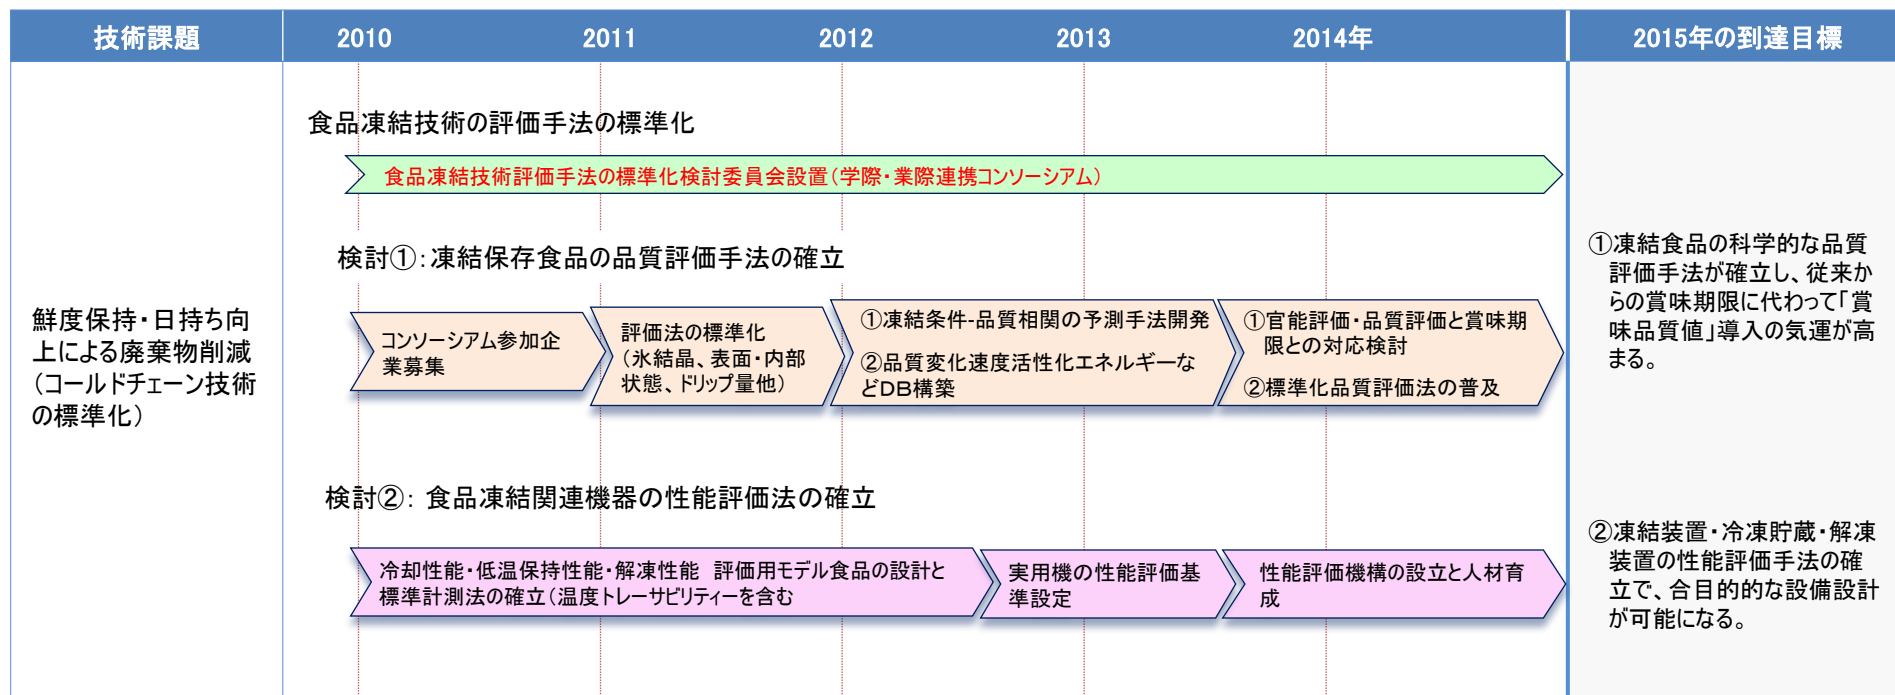 技術課題
2010
2011
2012
2013
2014年
2015年の到達目標
鮮度保持・日持ち向
上による廃棄物削減
（コールドチェーン技術
の標準化）
食品凍結技術の評価手法の標準化
食品凍結技術評価手法の標準化検討委員会設置（学際・業際連携コンソーシアム）
検討①：凍結保存食品の品質評価手法の確立
コンソーシアム参加企
業募集
評価法の標準化
（氷結晶、表面・内部
状態、ドリップ量他）
①凍結条件-品質相関の予測手法開発
②品質変化速度活性化エネルギーな
どDB構築
①官能評価・品質評価と賞味期
限との対応検討
②標準化品質評価法の普及
検討②： 食品凍結関連機器の性能評価法の確立
冷却性能・低温保持性能・解凍性能　評価用モデル食品の設計と
標準計測法の確立（温度トレーサビリティーを含む
実用機の性能評価基
準設定
性能評価機構の設立と人材育
成
①凍結食品の科学的な品質
評価手法が確立し、従来か
らの賞味期限に代わって「賞
味品質値」導入の気運が高
まる。
②凍結装置・冷凍貯蔵・解凍
装置の性能評価手法の確
立で、合目的的な設備設計
が可能になる。